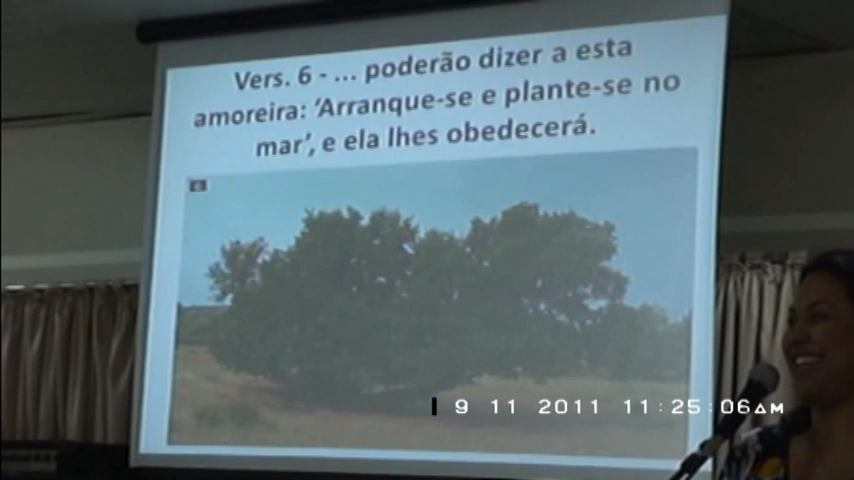 Vers. 6 - ... poderão dizer a esta
amoreira: ‘Arranque-se e plante-se no
mar’, e ela lhes obedecerá.
9 11 2011 11:25:06AM